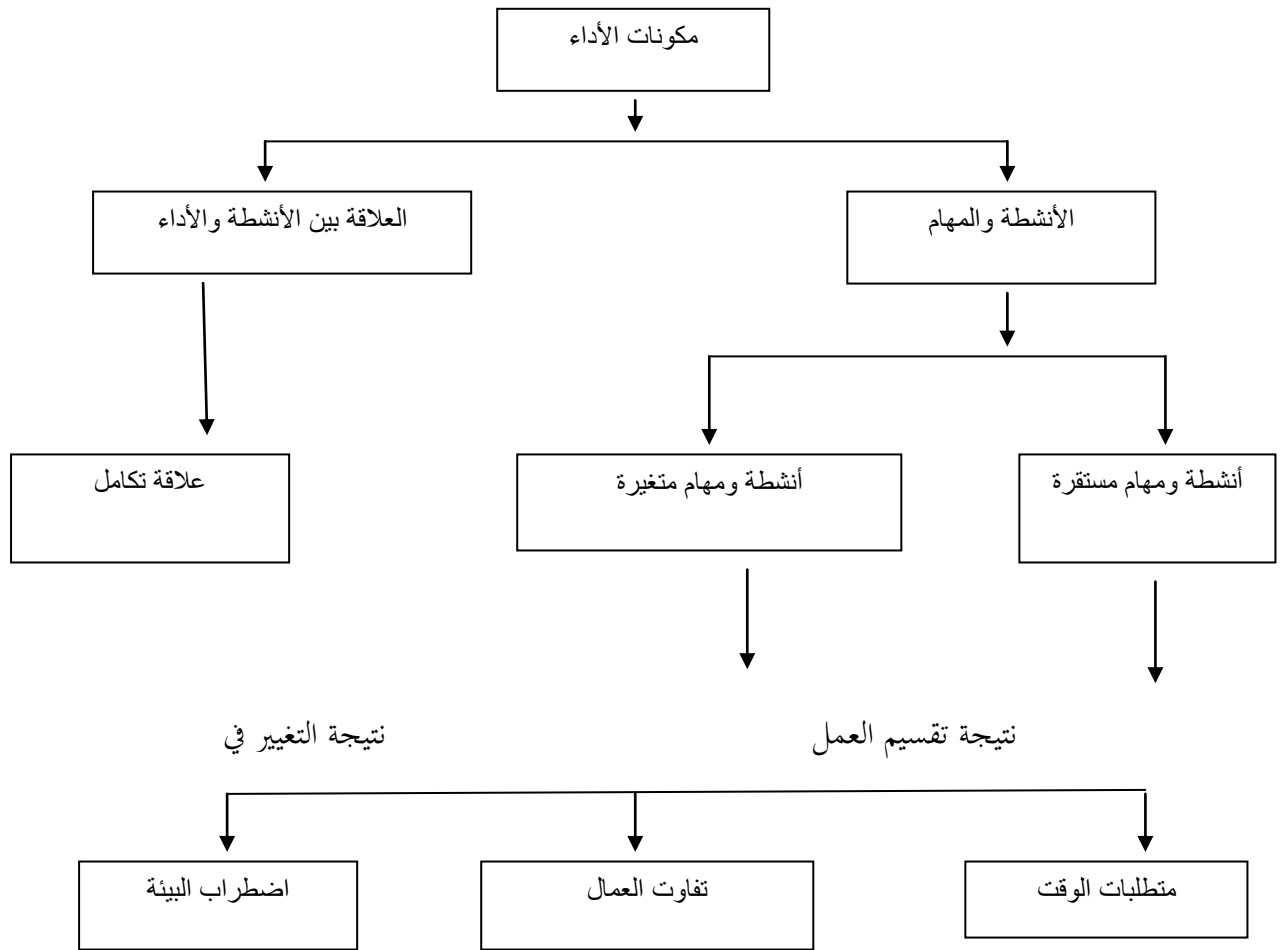 مكونات الأداء
الأنشطة والمهام
العلاقة بين الأنشطة والأداء
أنشطة ومهام مستقرة
أنشطة ومهام متغيرة
علاقة تكامل
نتيجة تقسيم العمل
نتيجة التغيير في
متطلبات الوقت
تفاوت العمال
اضطراب البيئة